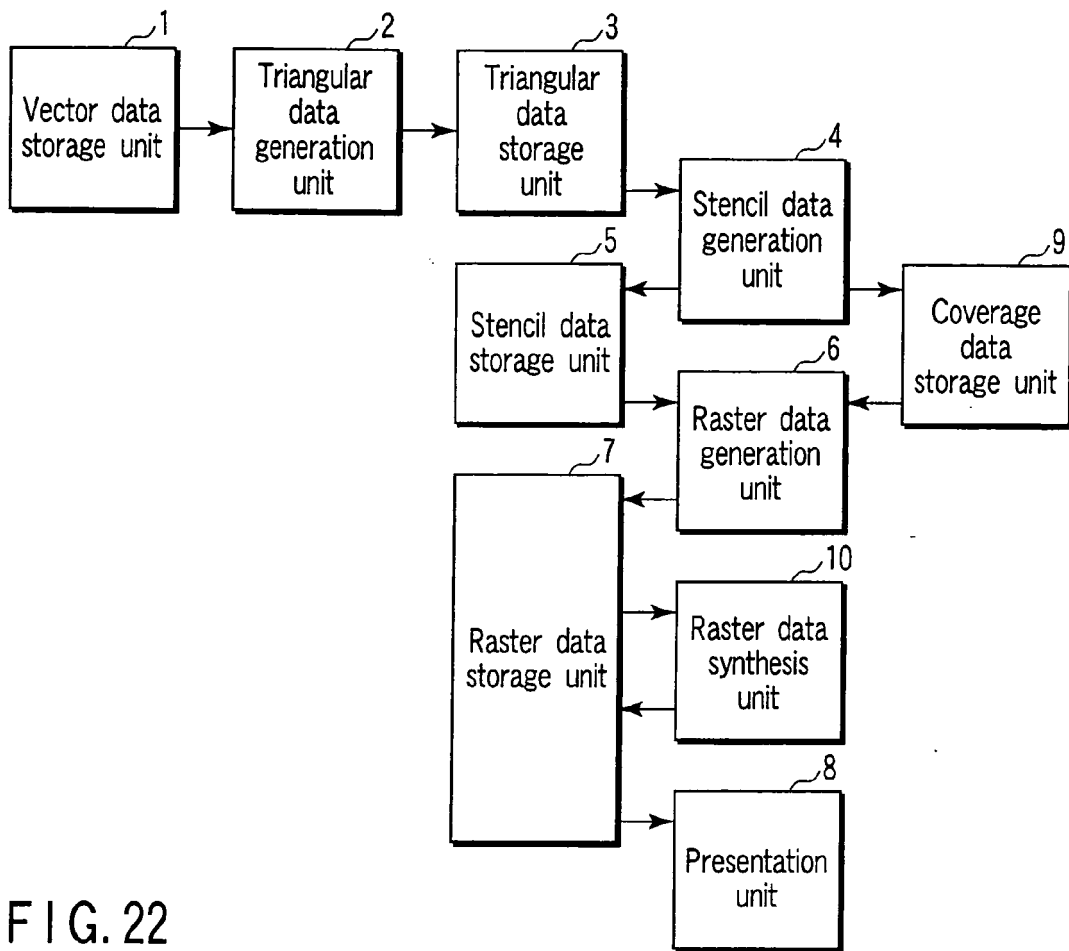 1
Vector data
storage unit
2
Triangular
data
generation
unit
3
Triangular
data
storage
unit
4
Stencil data
generation
unit
5
Stencil data
storage unit
9
Coverage
data
storage unit
6
Raster data
generation
unit
7
Raster data
storage unit
10
Raster data
synthesis
unit
8
Presentation
unit
FIG. 22